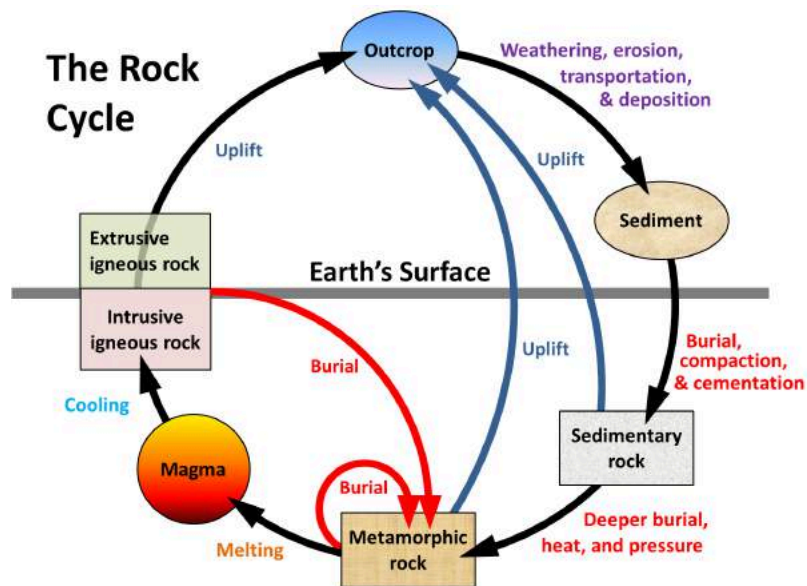 The Rock
Cycle
Outcrop
Weathering, erosion,
transportation,
& deposition
Uplift
Uplift
Sediment
Extrusive
igneous rock
Earth's Surface
Intrusive
igneous rock
Burial
Uplift
Burial,
compaction,
& cementation
Cooling
Sedimentary
rock
Magma
Burial
Melting
Metamorphic
rock
Deeper burial,
heat, and pressure